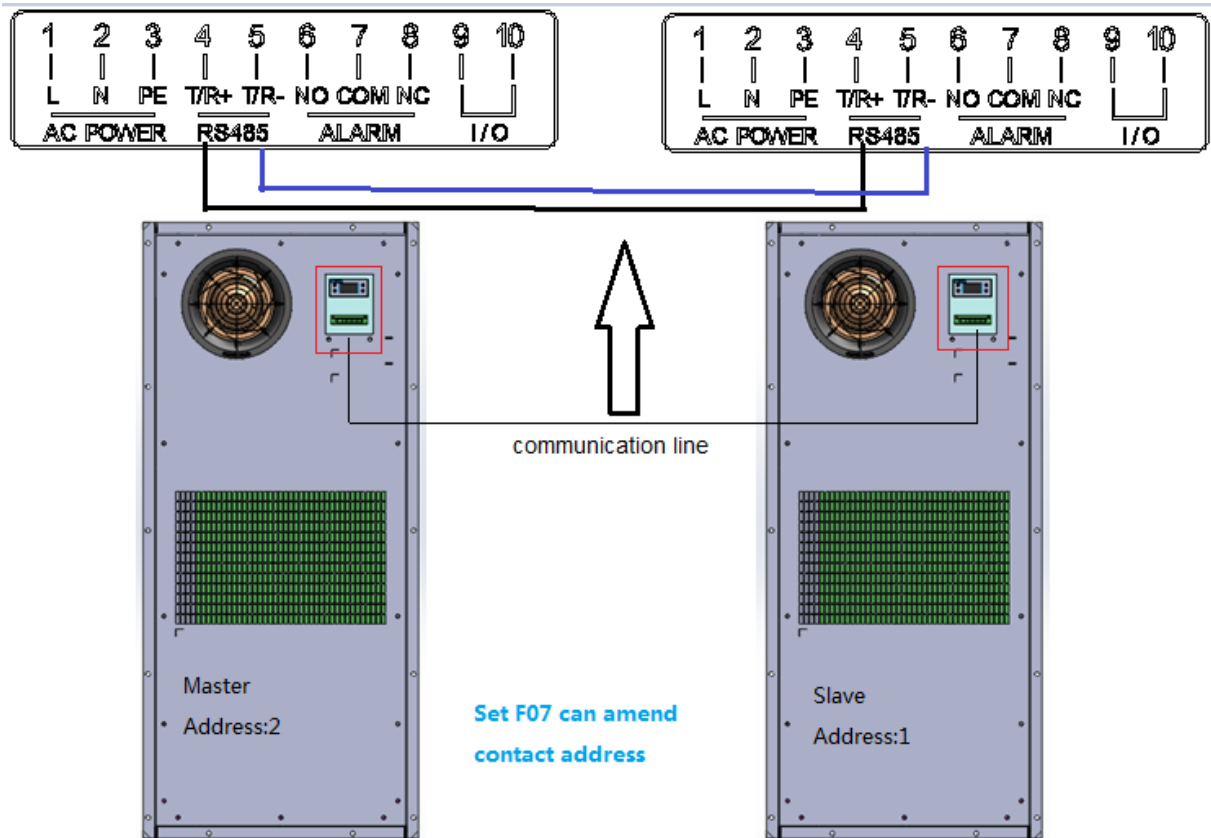 1 2 3 4 5 6 7 8 9 10
L N PE T/R+ T/R- NO COM NC
AC POWER RS485 ALARM I/O
1 2 3 4 5 6 7 8 9 10
L N PE T/R+ T/R- NO COM NC
AC POWER RS485 ALARM I/O
communication line
Master
Address:2
Set F07 can amend
contact address
Slave
Address:1